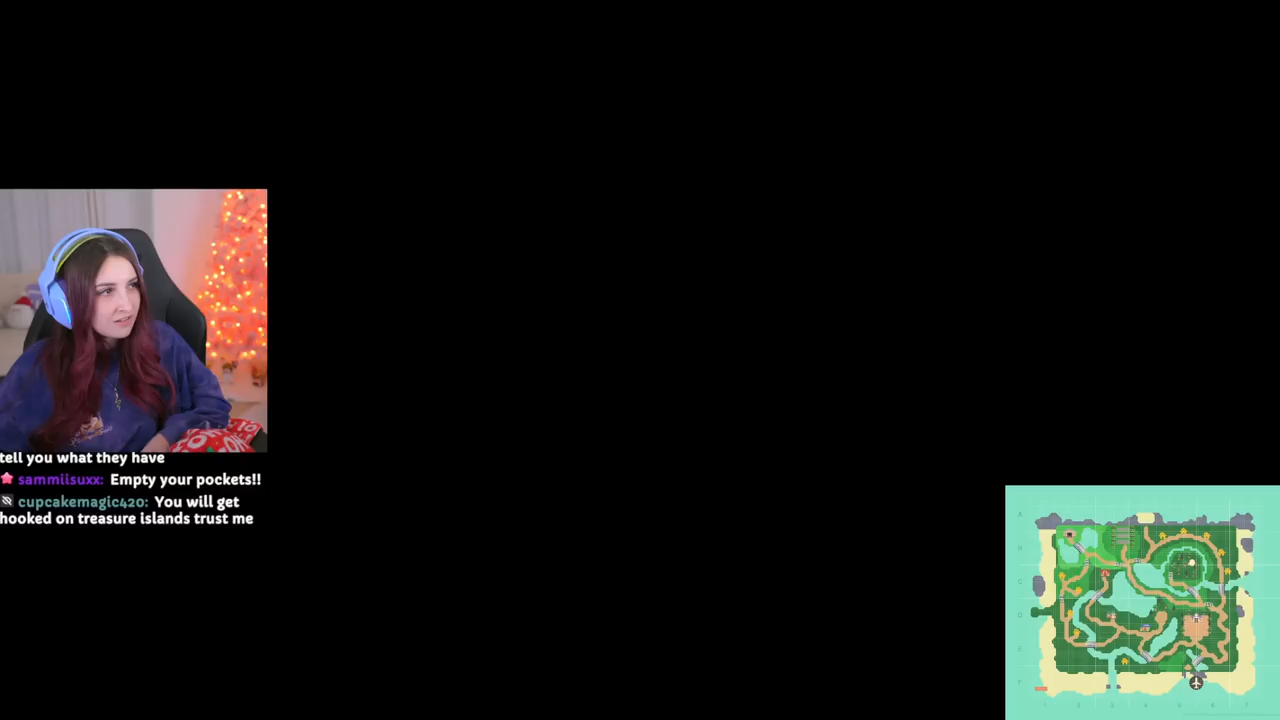 tell you what they have
sammiisuxx: Empty your pockets!!
cupcakemagic420: You will get
hooked on treasure islands trust me